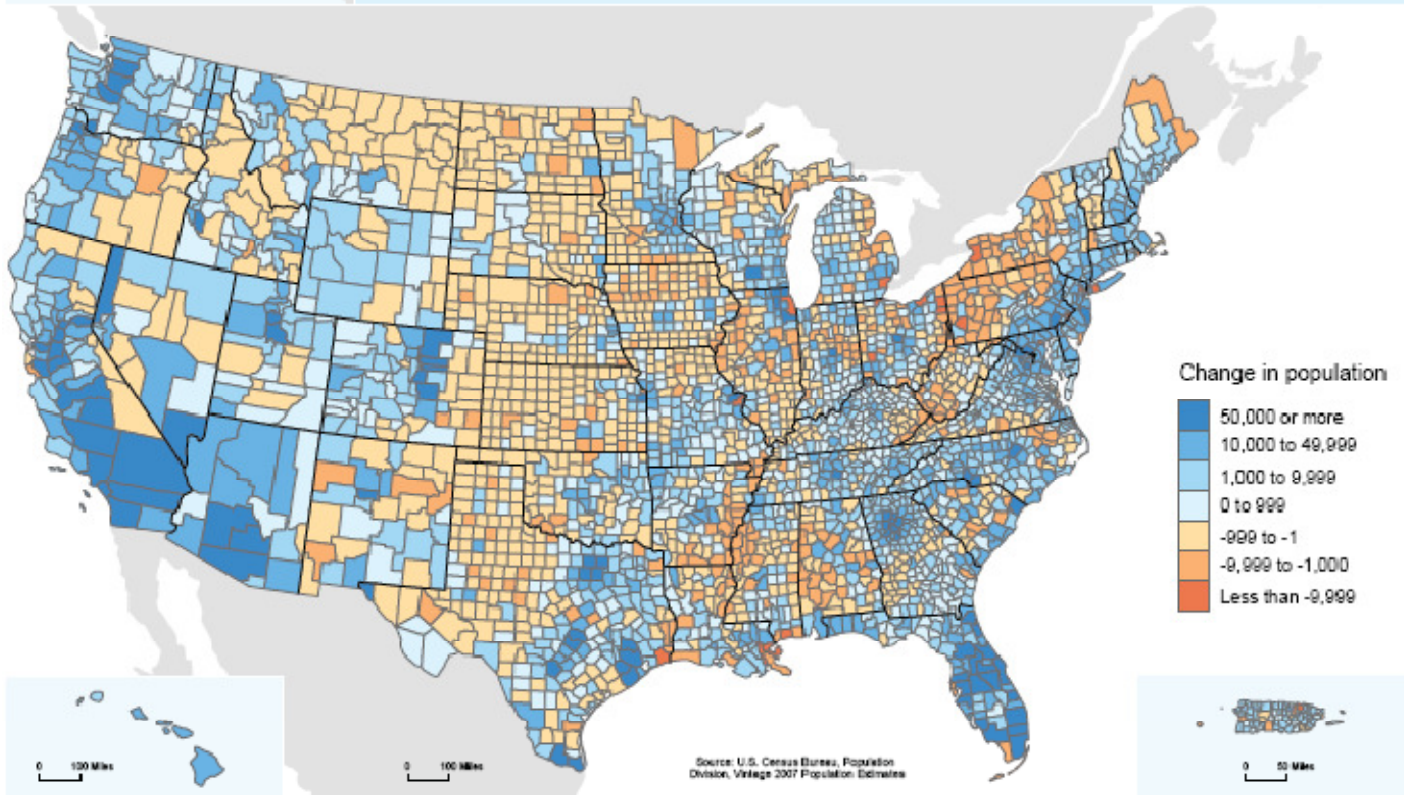 Change in population
50,000 or more
10,000 to 49,999
1,000 to 9,999
0 to 999
-999 to -1
-9,999 to -1,000
Less than -9,999
0 100 Miles
0 100 Miles
Source: U.S. Census Bureau, Population
Division, Vintage 2007 Population Estimates
0 50 Miles